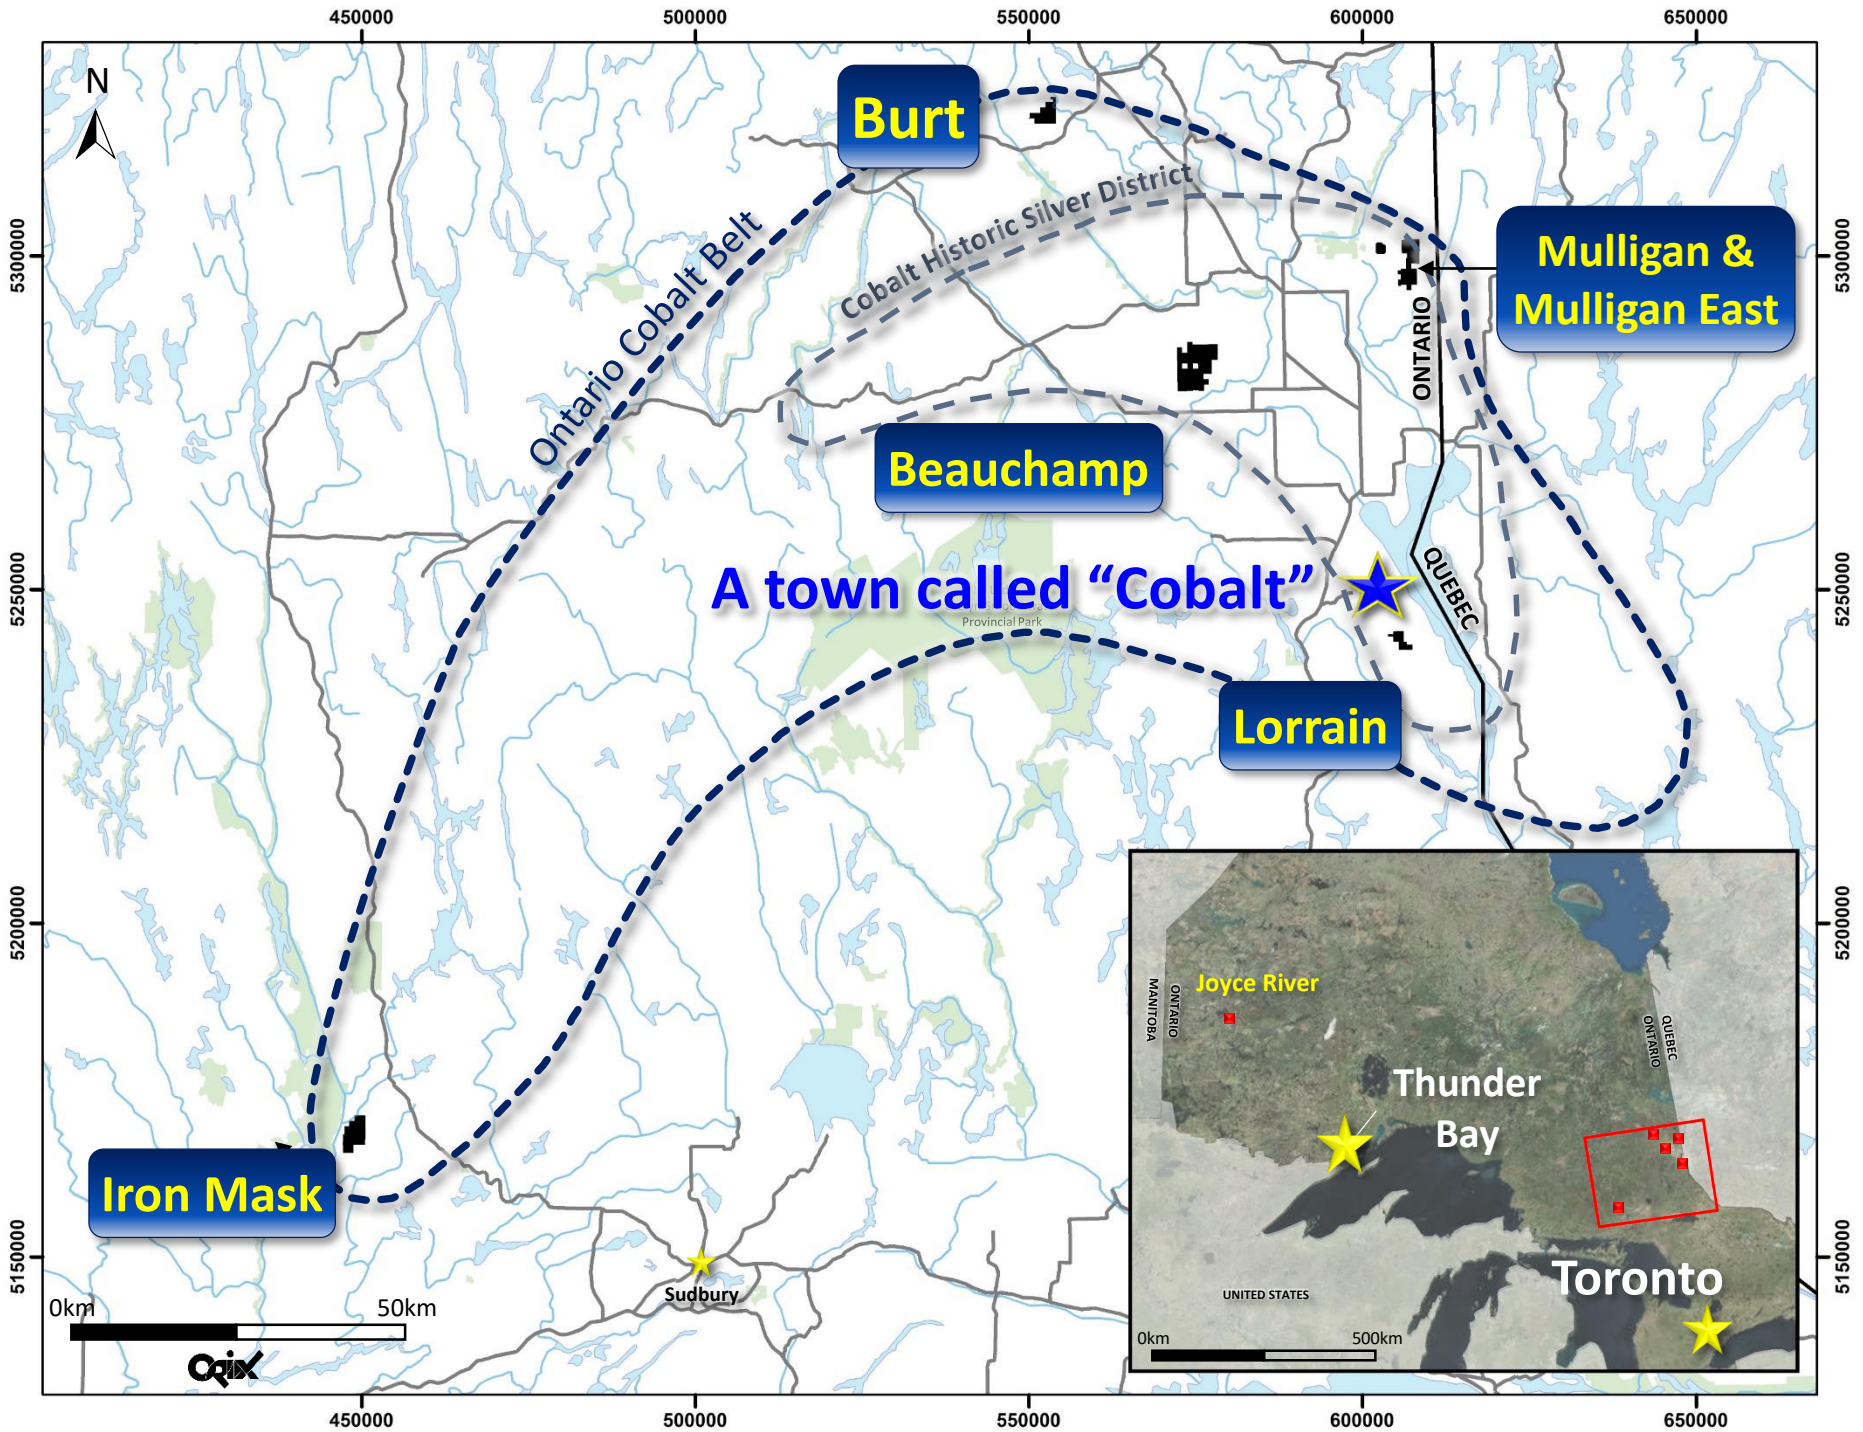 450000
500000
550000
600000
650000
N
Burt
Cobalt Historic Silver District
Ontario Cobalt Belt
5300000
5300000
Mulligan &
Mulligan East
ONTARIO
Beauchamp
A town called “Cobalt”
Provincial Park
QUEBEC
5250000
5250000
Lorrain
5200000
5200000
Joyce River
MANITOBA
ONTARIO
QUEBEC
ONTARIO
Thunder
Bay
Iron Mask
5150000
5150000
Sudbury
UNITED STATES
Toronto
0km
50km
0km
500km
Orix
450000
500000
550000
600000
650000